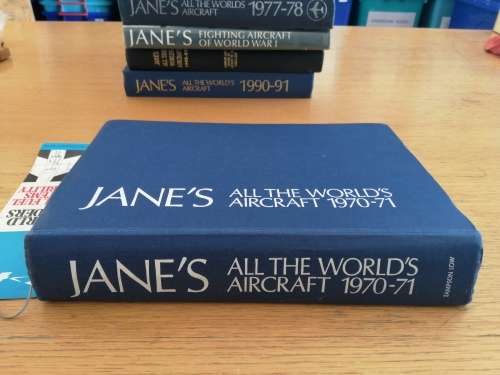 JANE'S ALL THE WORLD'S
AIRCRAFT 1977-78
JANE'S FIGHTING AIRCRAFT
OF WORLD WAR I
JANE'S ALL THE WORLD'S
AIRCRAFT 1990-91
JANE'S ALL THE WORLD'S
AIRCRAFT 1970-71
JANE'S ALL THE WORLD'S
AIRCRAFT 1970-71
SAMPSON LOW